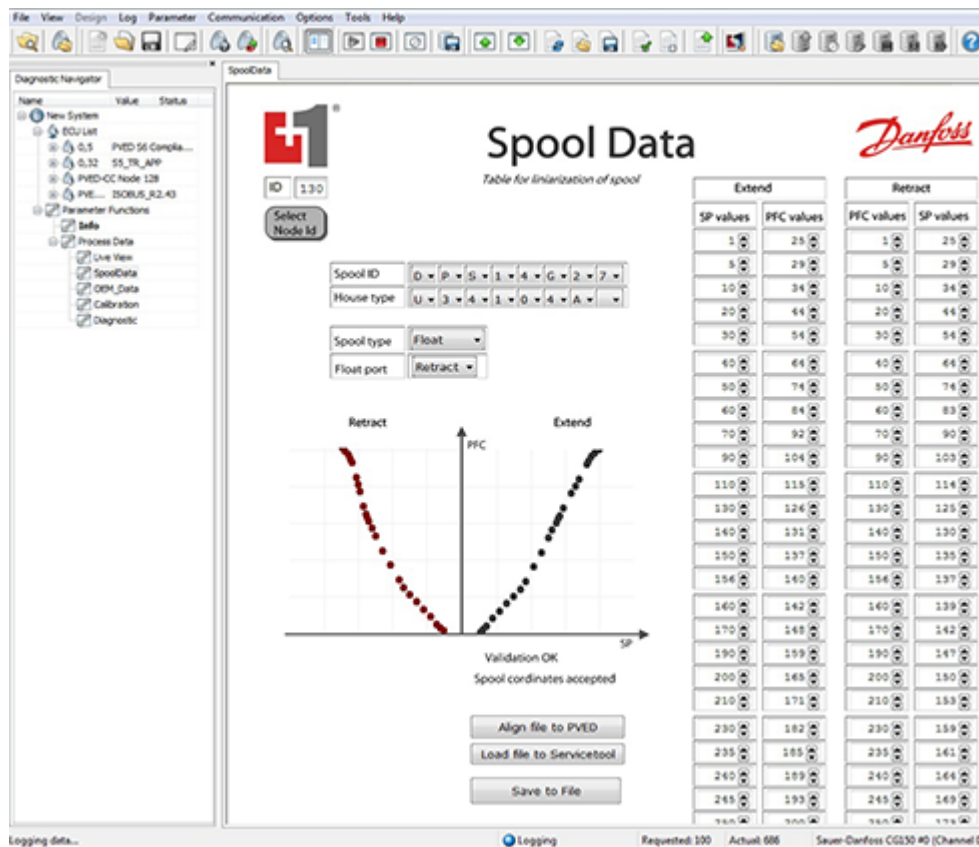 File View Design Log Parameter Communication Options Tools Help
Diagnostic Navigator
SpoolData
Name Value Status
New System
ECU List
0,5 PVED S6 Complia....
0,32 S5_TR_APP
PVED-CC Node 128
PVE... ISOBUS_R2.43
Parameter Functions
Info
Process Data
Live View
SpoolData
OEM_Data
Calibration
Diagnostic
+1 ®
Spool Data
Danfoss
Table for liniarization of spool
ID 130
Select
Node Id
Spool ID D P S 1 4 G 2 7
House type U 3 4 1 0 4 A
Spool type Float
Float port Retract
Retract Extend
PFC
SP
Validation OK
Spool cordinates accepted
Align file to PVED
Load file to Servicetool
Save to File
Extend Retract
SP values PFC values PFC values SP values
1 25 1 25
5 29 5 29
10 34 10 34
20 44 20 44
30 54 30 54
40 64 40 64
50 74 50 74
60 84 60 83
70 92 70 90
90 104 90 103
110 115 110 114
130 126 130 125
140 131 140 130
150 137 150 135
156 140 156 137
160 142 160 139
170 148 170 142
190 159 190 147
200 165 200 150
210 171 210 153
230 182 230 159
235 185 235 161
240 189 240 164
245 193 245 169
Logging data... Logging Requested: 100 Actual: 686 Sauer-Danfoss CG150 #0 (Channel